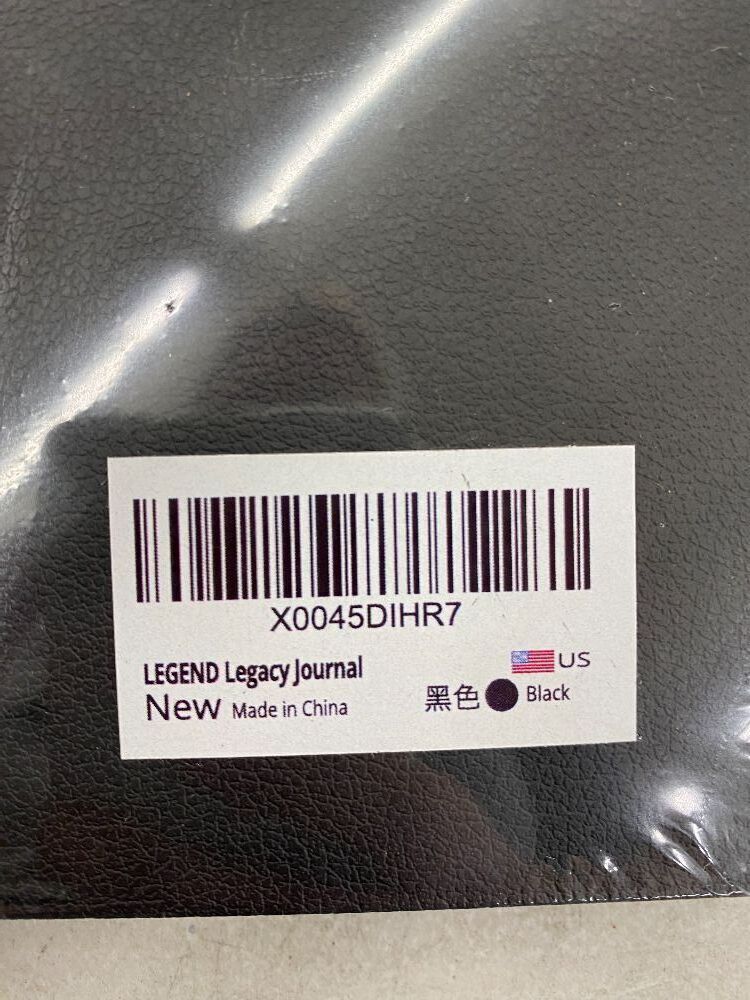 X0045DIHR7
LEGEND Legacy Journal
US
New Made in China
黑色 Black